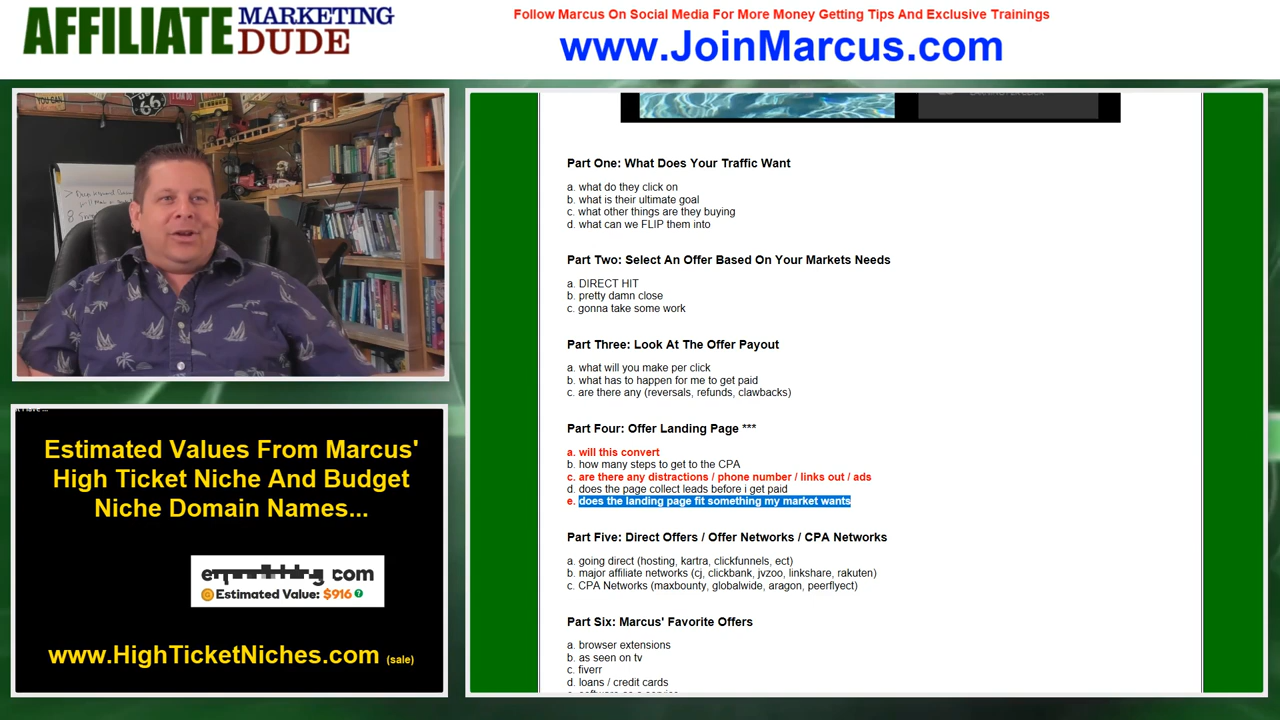 AFFILIATE MARKETING DUDE
Follow Marcus On Social Media For More Money Getting Tips And Exclusive Trainings
www.JoinMarcus.com
YOU CAN
66
Part One: What Does Your Traffic Want
a. what do they click on
b. what is their ultimate goal
c. what other things are they buying
d. what can we FLIP them into
Part Two: Select An Offer Based On Your Markets Needs
a. DIRECT HIT
b. pretty damn close
c. gonna take some work
Part Three: Look At The Offer Payout
a. what will you make per click
b. what has to happen for me to get paid
c. are there any (reversals, refunds, clawbacks)
Part Four: Offer Landing Page ***
a. will this convert
b. how many steps to get to the CPA
c. are there any distractions / phone number / links out / ads
d. does the page collect leads before i get paid
e. does the landing page fit something my market wants
Part Five: Direct Offers / Offer Networks / CPA Networks
a. going direct (hosting, kartra, clickfunnels, ect)
b. major affiliate networks (cj, clickbank, jvzoo, linkshare, rakuten)
c. CPA Networks (maxbounty, globalwide, aragon, peerflyect)
Part Six: Marcus' Favorite Offers
a. browser extensions
b. as seen on tv
c. fiverr
d. loans / credit cards
Estimated Values From Marcus'
High Ticket Niche And Budget
Niche Domain Names...
com
Estimated Value: $916 ?
www.HighTicketNiches.com (sale)